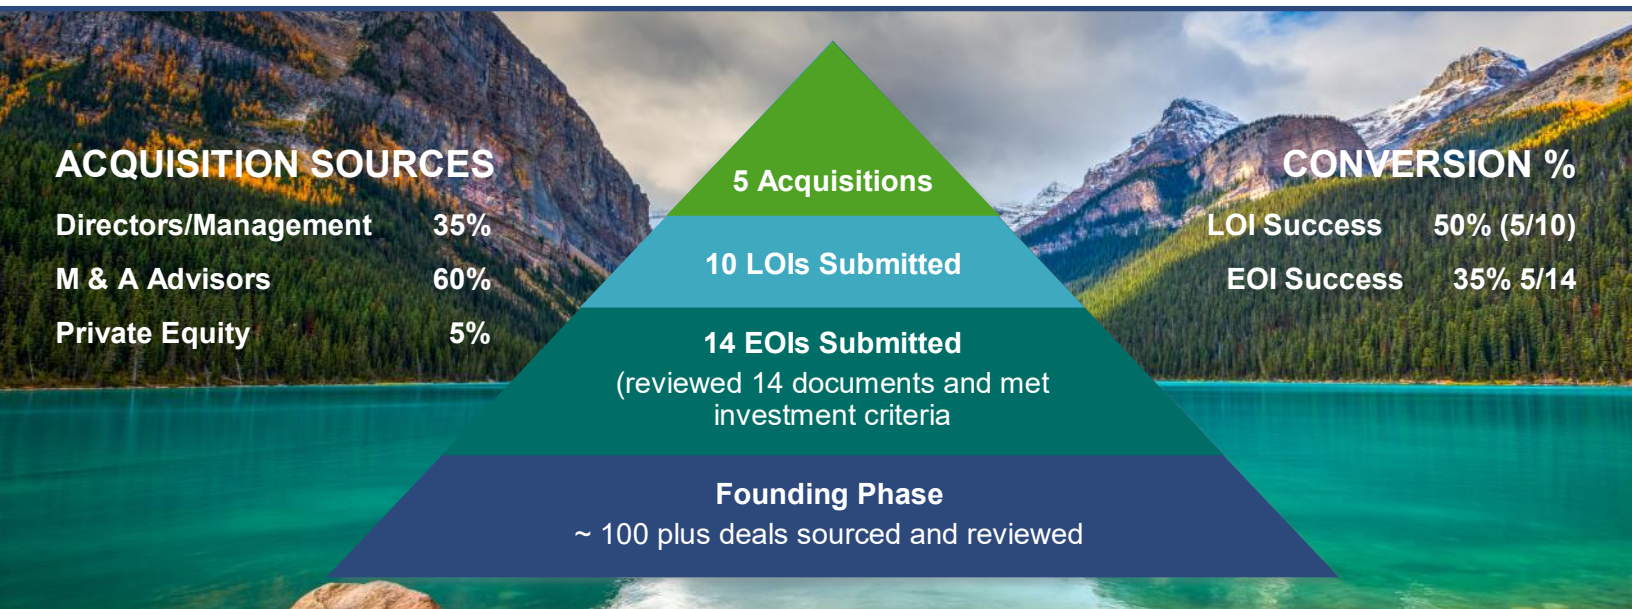 ACQUISITION SOURCES
Directors/Management 35%
M & A Advisors 60%
Private Equity 5%
5 Acquisitions
10 LOIs Submitted
14 EOIs Submitted
(reviewed 14 documents and met
investment criteria
Founding Phase
~ 100 plus deals sourced and reviewed
CONVERSION %
LOI Success 50% (5/10)
EOI Success 35% 5/14